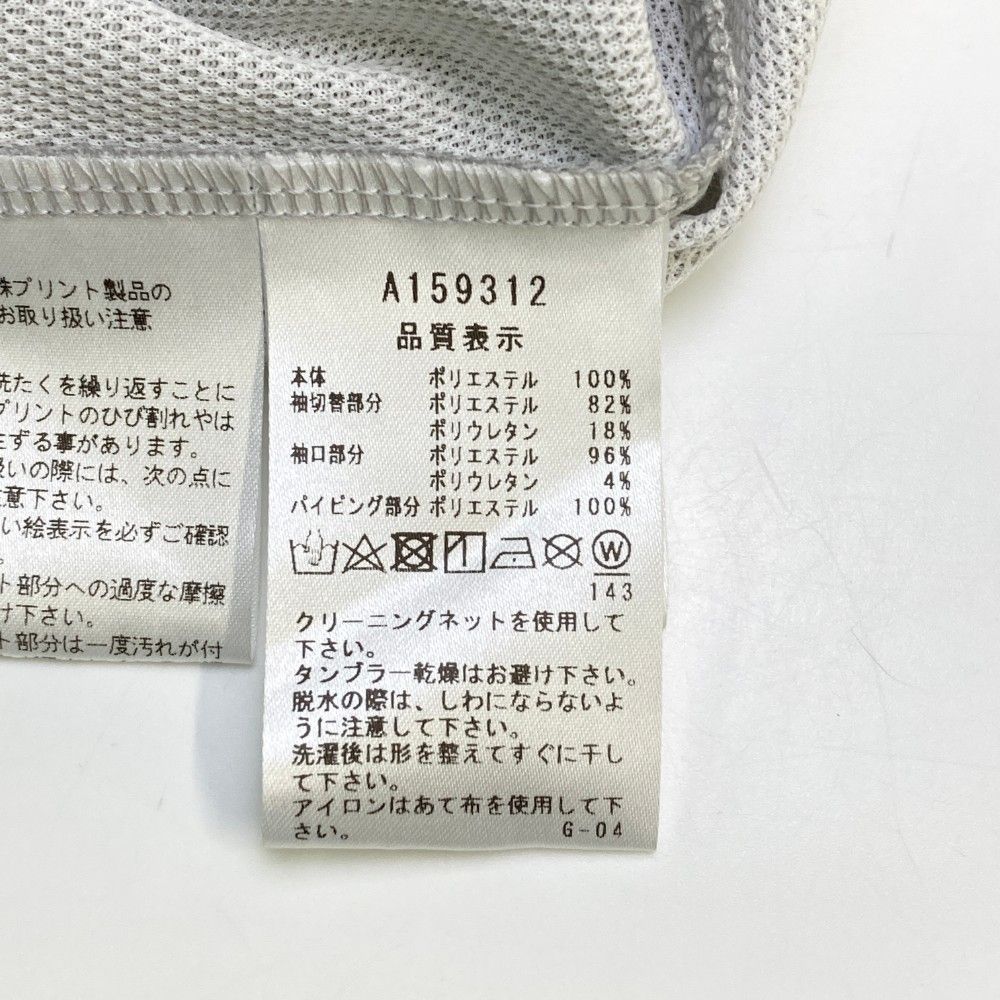 プリント製品の
お取り扱い注意
洗たくを繰り返すことに
プリントのひび割れやは
ずる事があります。
扱いの際には、次の点に
意下さい。
い絵表示を必ずご確認
ト部分への過度な摩擦
け下さい。
ト部分は一度汚れが付
A159312
品質表示
本体 ポリエステル 100%
袖切替部分 ポリエステル 82%
ポリウレタン 18%
袖口部分 ポリエステル 96%
ポリウレタン 4%
パイピング部分 ポリエステル 100%
W
143
クリーニングネットを使用して
下さい。
タンブラー乾燥はお避け下さい。
脱水の際は、しわにならないよ
うに注意して下さい。
洗濯後は形を整えてすぐに干し
て下さい。
アイロンはあて布を使用して下
さい。 G-04